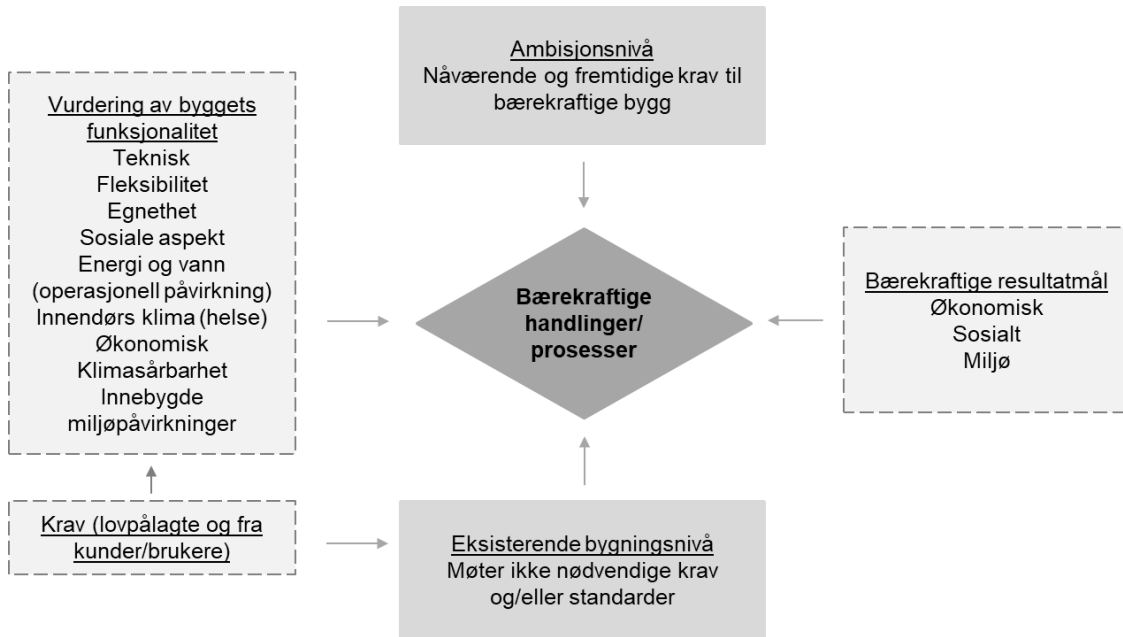 Ambisjonsnivå
Nåværende og fremtidige krav til
bærekraftige bygg
Vurdering av byggets
funksjonalitet
Teknisk
Fleksibilitet
Egnethet
Sosiale aspekt
Energi og vann
(operasjonell påvirkning)
Innendørs klima (helse)
Økonomisk
Klimasårbarhet
Innebygde
miljøpåvirkninger
Bærekraftige
handlinger/
prosesser
Bærekraftige resultatmål
Økonomisk
Sosialt
Miljø
Krav (lovpålagte og fra
kunder/brukere)
Eksisterende bygningsnivå
Møter ikke nødvendige krav
og/eller standarder